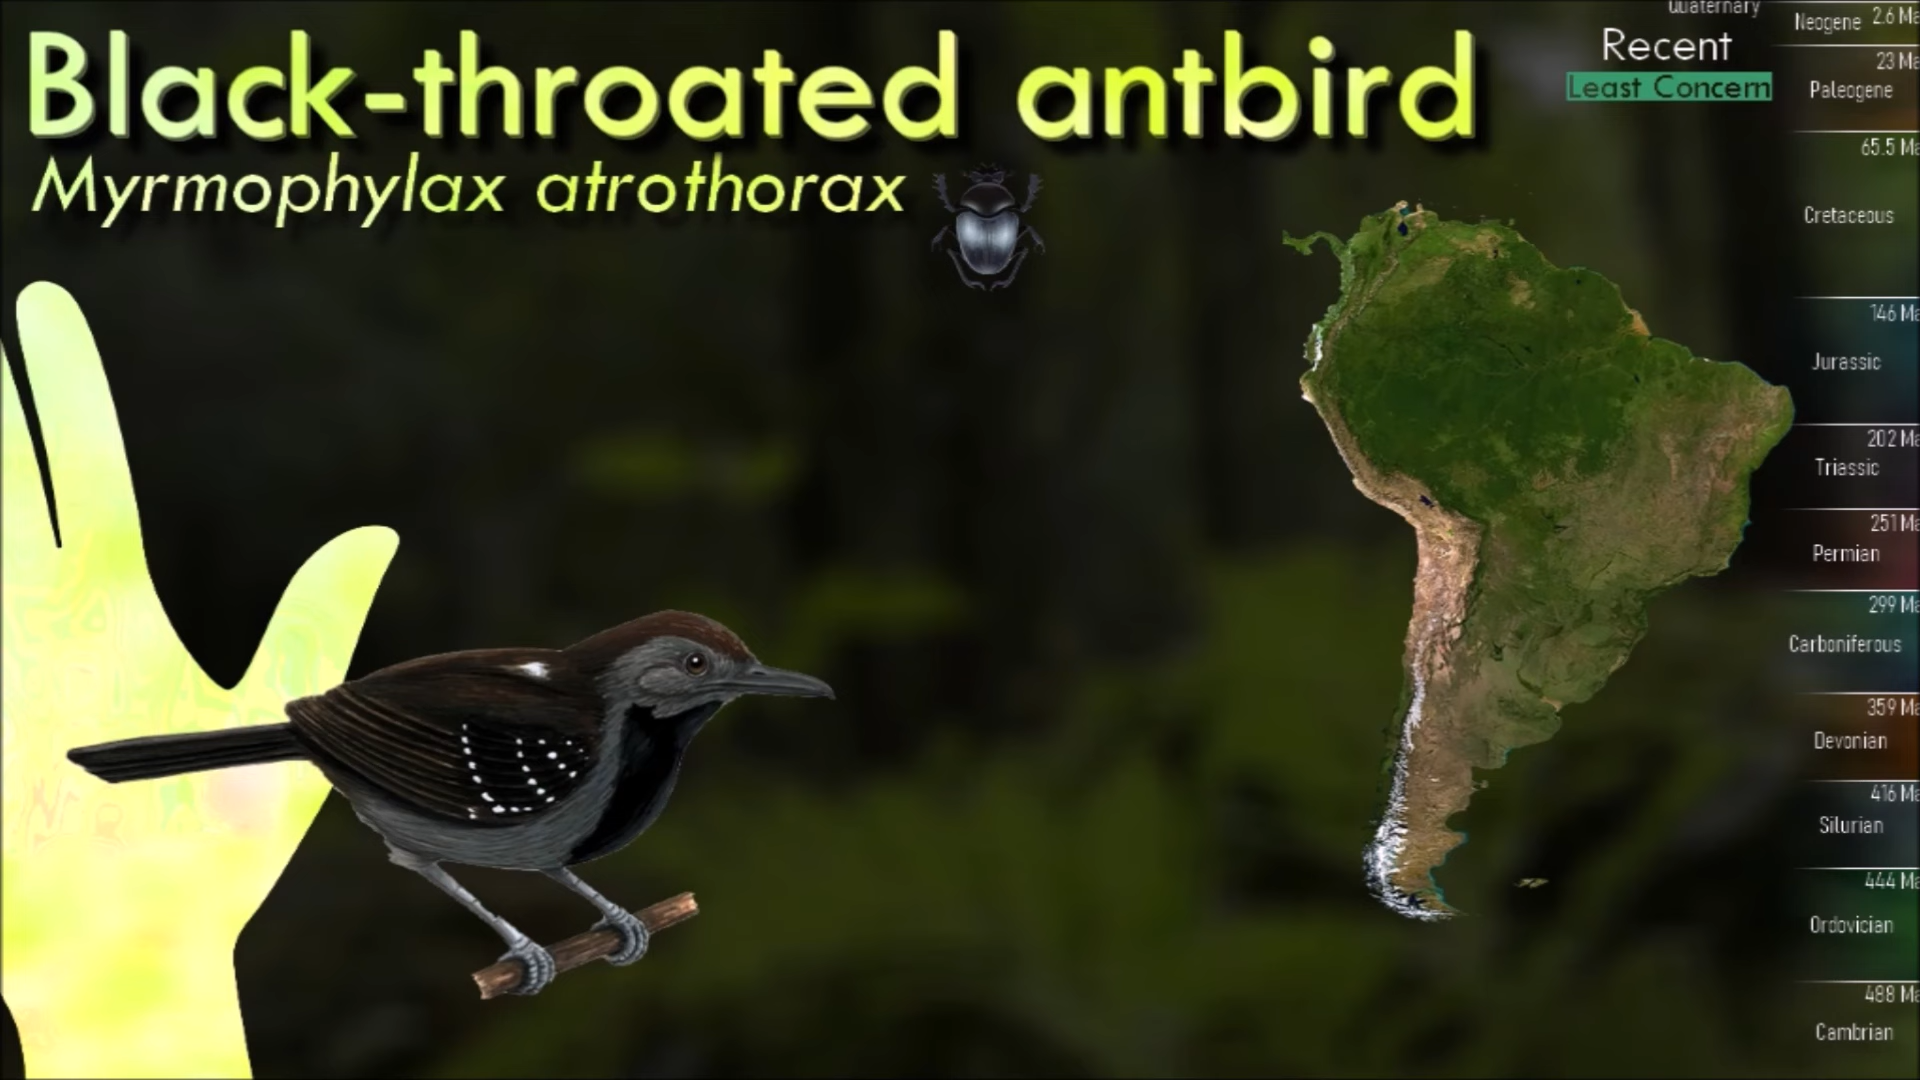 Black-throated antbird
Myrmophylax atrothorax
Quaternary
Recent
Least Concern
Neogene 2.6 Ma
23 Ma
Paleogene
65.5 Ma
Cretaceous
146 Ma
Jurassic
202 Ma
Triassic
251 Ma
Permian
299 Ma
Carboniferous
359 Ma
Devonian
416 Ma
Silurian
444 Ma
Ordovician
488 Ma
Cambrian